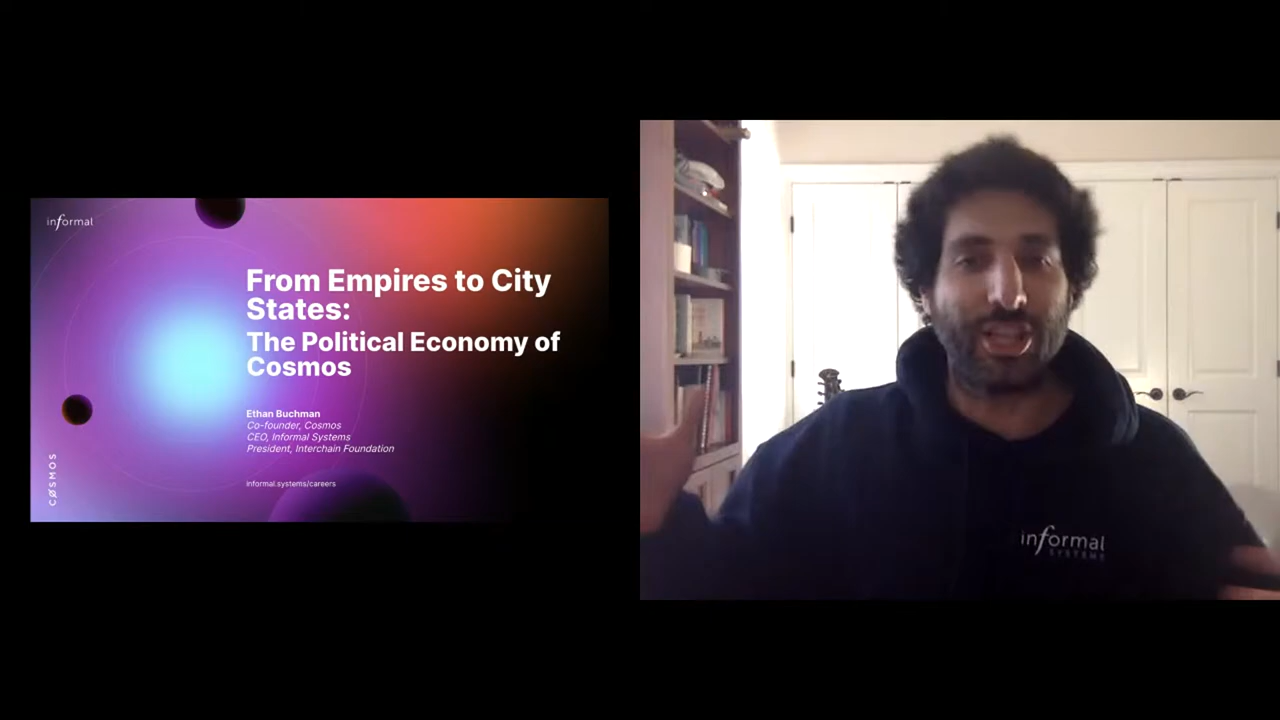 informal
From Empires to City
States:
The Political Economy of
Cosmos
Ethan Buchman
Co-founder, Cosmos
CEO, Informal Systems
President, Interchain Foundation
informal.systems/careers
COSMOS
informal
SYSTEMS